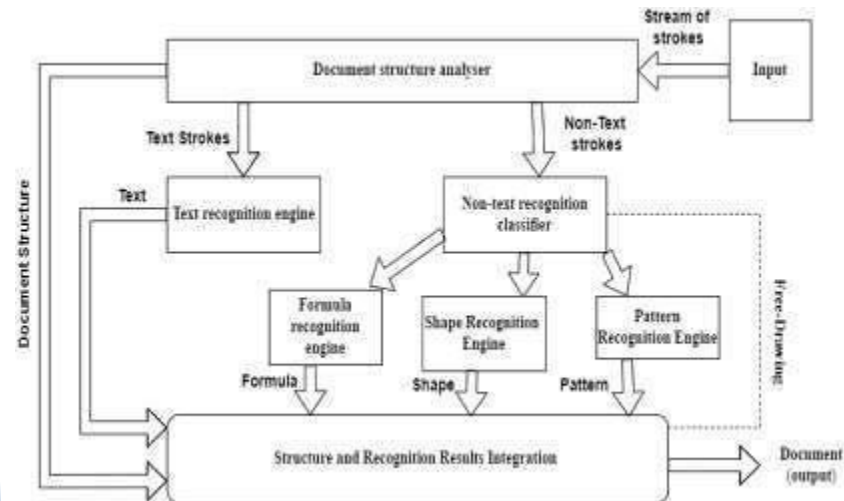 Stream of
strokes
Document structure analyser
Input
Text Strokes
Non-Text
strokes
Text
Text recognition engine
Non-text recognition
classifier
Document Structure
Free-Drawing
Formula
recognition
engine
Shape Recognition
Engine
Pattern
Recognition Engine
Formula
Shape
Pattern
Structure and Recognition Results Integration
Document
(output)